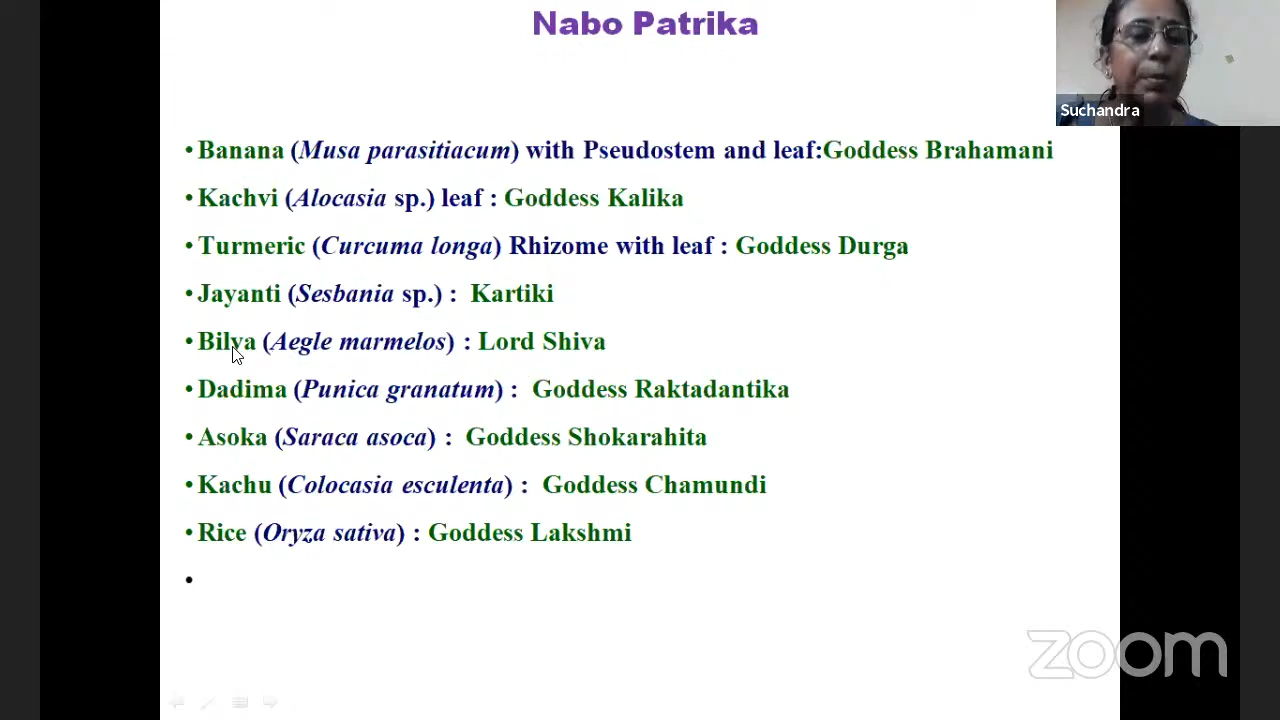 Nabo Patrika
Suchandra
• Banana (Musa parasitiacum) with Pseudostem and leaf:Goddess Brahamani
• Kachvi (Alocasia sp.) leaf : Goddess Kalika
• Turmeric (Curcuma longa) Rhizome with leaf : Goddess Durga
• Jayanti (Sesbania sp.) : Kartiki
• Bilva (Aegle marmelos) : Lord Shiva
• Dadima (Punica granatum) : Goddess Raktadantika
• Asoka (Saraca asoca) : Goddess Shokarahita
• Kachu (Colocasia esculenta) : Goddess Chamundi
• Rice (Oryza sativa) : Goddess Lakshmi
•
zoom